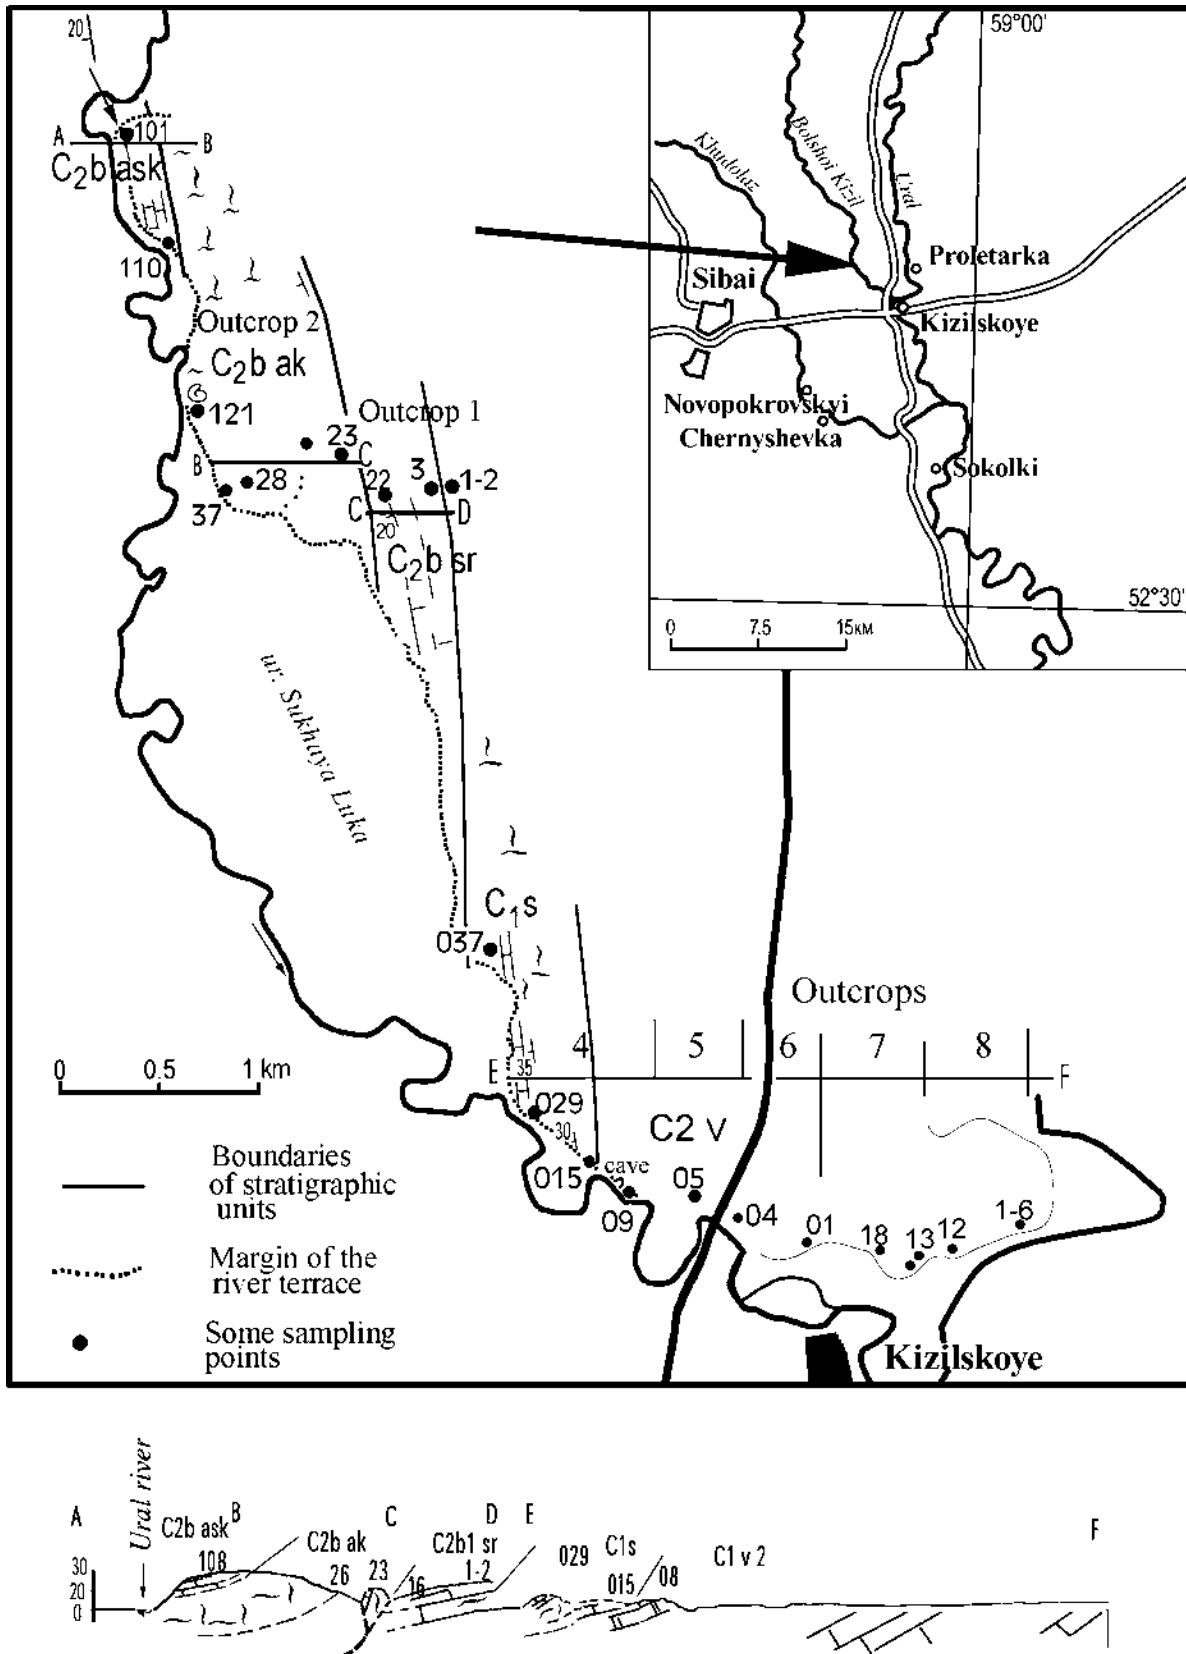 20
A
101
B
C₂b ask
110
Outcrop 2
C₂b ak
121
Outcrop 1
23
B
C
28
37
22
3
1-2
C
D
20
C₂b sr
ur. Sukhaya Luka
C₁s
037
Outcrops
4
5
6
7
8
E
35
F
029
30
C2 V
015
cave
09
05
04
01
18
13
12
1-6
Kizilskoye
0
0.5
1 km
Boundaries
of stratigraphic
units
Margin of the
river terrace
Some sampling
points
59°00'
Khudolaz
Bolshoi Kizil
Ural
Proletarka
Sibai
Kizilskoye
Novopokrovskyi
Chernyshevka
Sokolki
52°30'
0
7.5
15км
A
Ural river
C2b ask
B
C2b ak
C
C2b1 sr
D
E
F
30
20
0
108
26
23
16
1-2
029
C1s
015
08
C1 v 2